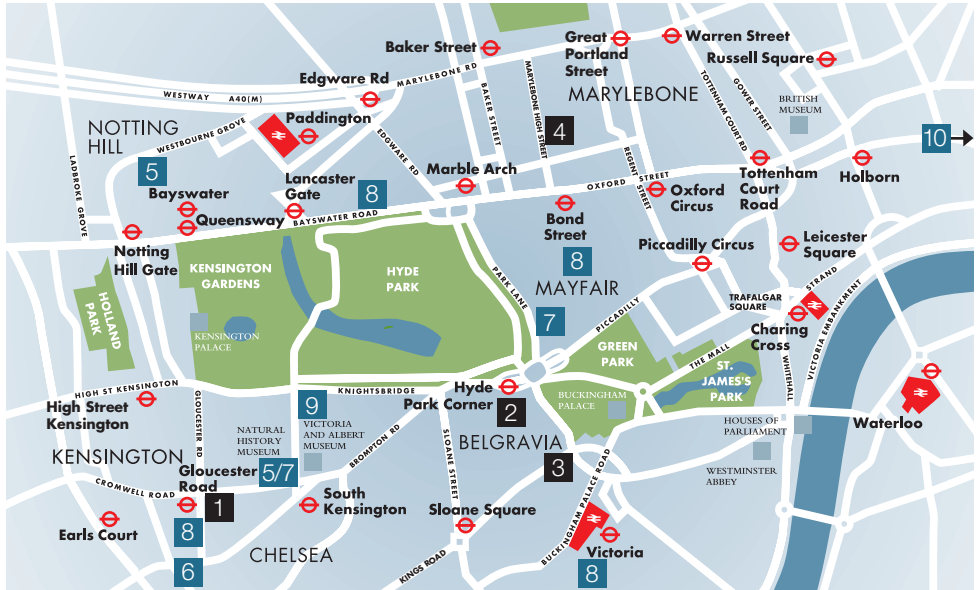 Baker Street
Great
Portland
Street
Warren Street
Russell Square
Edgware Rd
MARYLEBONE RD
MARYLEBONE
WESTWAY A40(M)
BAKER STREET
MARYLEBONE HIGH STREET
TOTTENHAM COURT RD
GOWER STREET
BRITISH
MUSEUM
NOTTING
HILL
WESTBOURNE GROVE
Paddington
EDGWARE RD
4
REGENT STREET
10
LADBROKE GROVE
5
Bayswater
Queensway
Lancaster
Gate
8
Marble Arch
OXFORD STREET
Oxford
Circus
Tottenham
Court
Road
Holborn
BAYSWATER ROAD
Bond
Street
8
Notting
Hill Gate
Piccadilly Circus
Leicester
Square
KENSINGTON
GARDENS
HYDE
PARK
PARK LANE
MAYFAIR
7
PICCADILLY
STRAND
TRAFALGAR
SQUARE
VICTORIA EMBANKMENT
HOLLAND
PARK
KENSINGTON
PALACE
GREEN
PARK
THE MALL
Charing
Cross
ST.
JAMES'S
PARK
WHITEHALL
HIGH ST KENSINGTON
KNIGHTSBRIDGE
Hyde
Park Corner
2
BUCKINGHAM
PALACE
High Street
Kensington
GLOUCESTER RD
9
NATURAL
HISTORY
MUSEUM
VICTORIA
AND ALBERT
MUSEUM
BROMPTON RD
SLOANE STREET
BELGRAVIA
HOUSES OF
PARLIAMENT
Waterloo
KENSINGTON
Gloucester
Road
5/7
3
WESTMINSTER
ABBEY
CROMWELL ROAD
1
South
Kensington
Sloane Square
BUCKINGHAM PALACE ROAD
Earls Court
8
CHELSEA
KINGS ROAD
Victoria
6
8